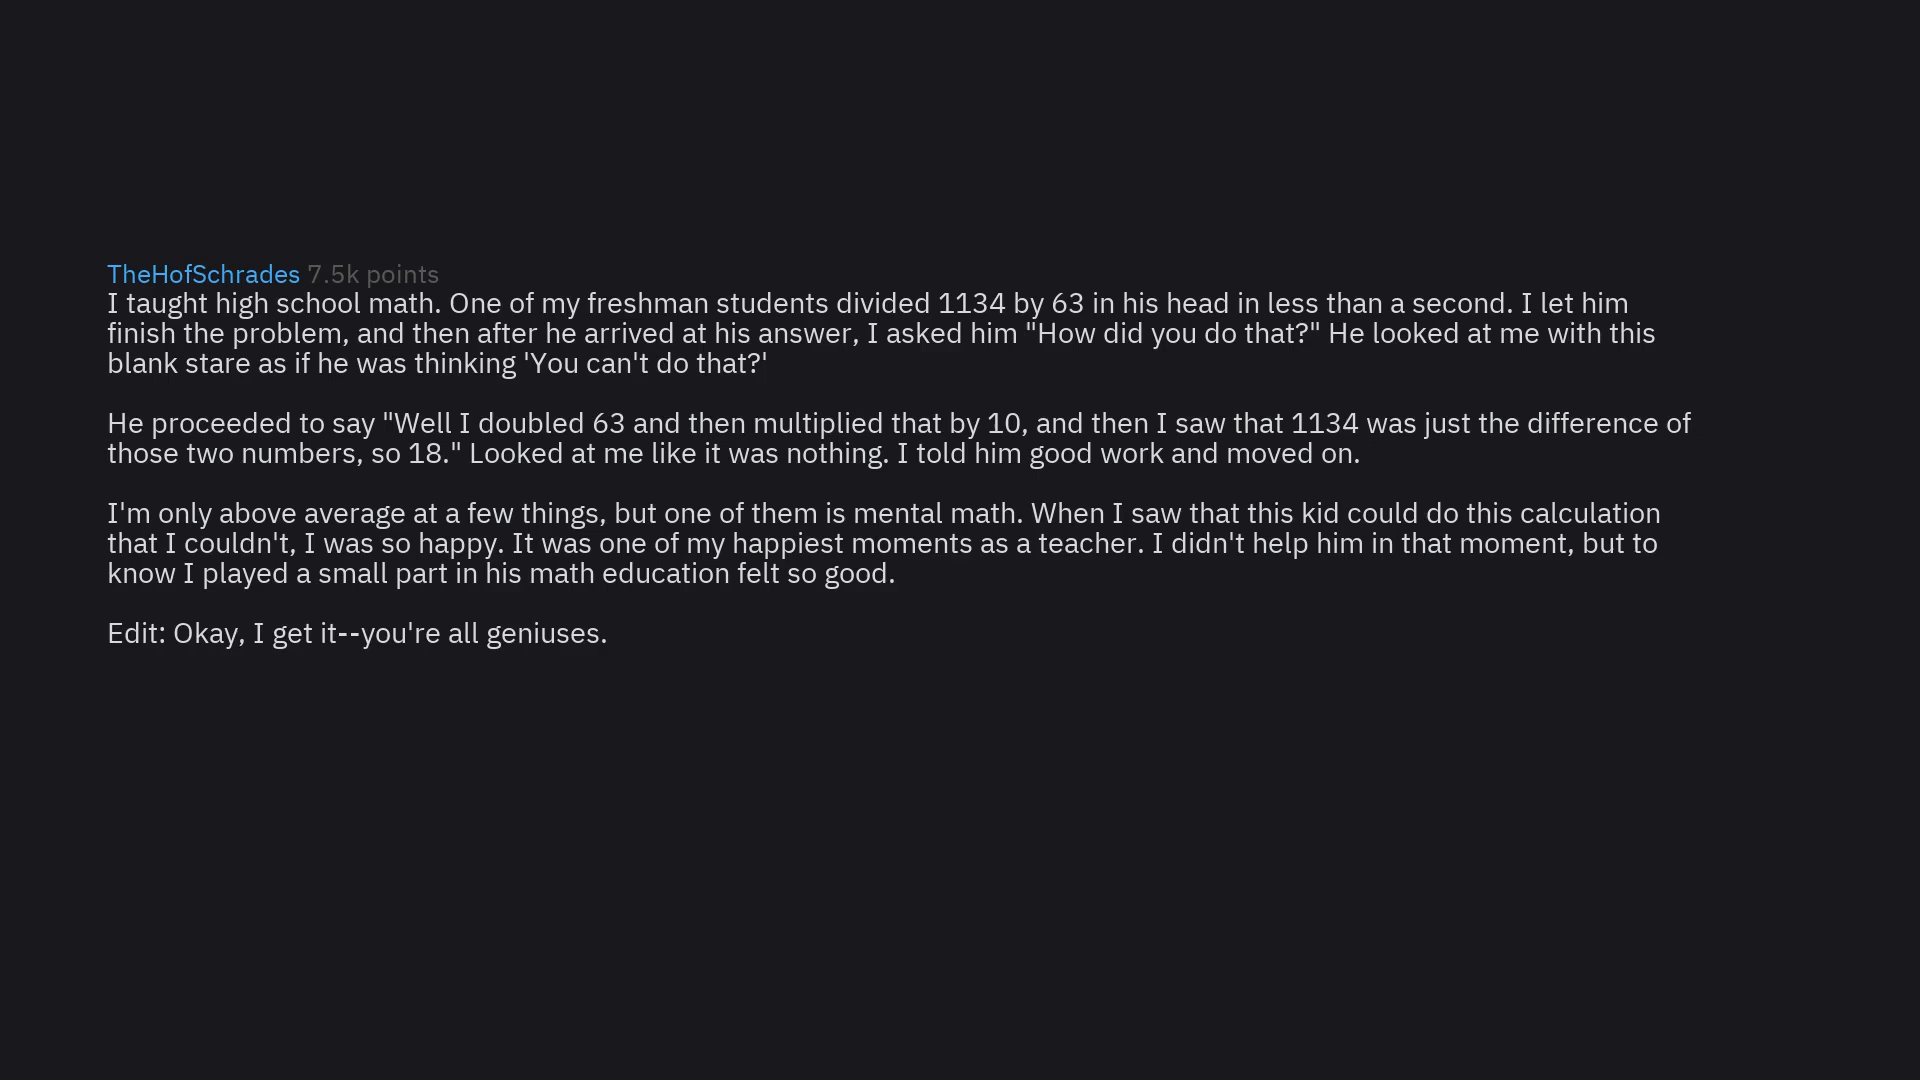 TheHofSchrades 7.5k points
I taught high school math. One of my freshman students divided 1134 by 63 in his head in less than a second. I let him
finish the problem, and then after he arrived at his answer, I asked him "How did you do that?" He looked at me with this
blank stare as if he was thinking 'You can't do that?'
He proceeded to say "Well I doubled 63 and then multiplied that by 10, and then I saw that 1134 was just the difference of
those two numbers, so 18." Looked at me like it was nothing. I told him good work and moved on.
I'm only above average at a few things, but one of them is mental math. When I saw that this kid could do this calculation
that I couldn't, I was so happy. It was one of my happiest moments as a teacher. I didn't help him in that moment, but to
know I played a small part in his math education felt so good.
Edit: Okay, I get it--you're all geniuses.